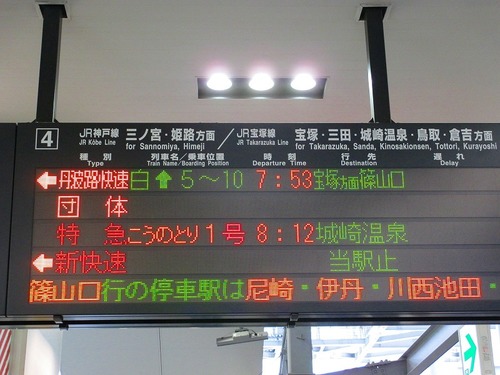 4 JR神戸線 三ノ宮・姫路方面 / JR宝塚線 宝塚・三田・城崎温泉・鳥取・倉吉方面
JR Kobe Line for Sannomiya, Himeji JR Takarazuka Line for Takarazuka, Sanda, Kinosakionsen, Tottori, Kurayoshi
種別 列車名/乗車位置 時刻 行先 遅れ
Type Train Name/Boarding Position Departure Time Destination Delay
←丹波路快速 白↑5〜10 7:53 宝塚方面篠山口
団体
特急 こうのとり1号 8:12 城崎温泉
←新快速 当駅止
篠山口行の停車駅は尼崎・伊丹・川西池田・